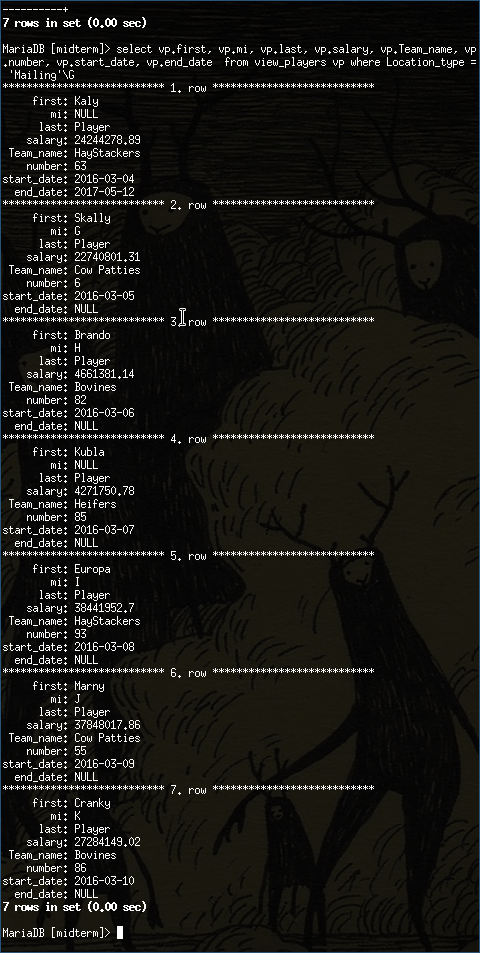 ----------+
7 rows in set (0.00 sec)
MariaDB [midterm]> select vp.first, vp.mi, vp.last, vp.salary, vp.Team_name, vp
.number, vp.start_date, vp.end_date  from view_players vp where Location_type =
 'Mailing'\G
*************************** 1. row ***************************
     first: Kaly
        mi: NULL
      last: Player
    salary: 24244278.89
 Team_name: HayStackers
    number: 63
start_date: 2016-03-04
  end_date: 2017-05-12
*************************** 2. row ***************************
     first: Skally
        mi: G
      last: Player
    salary: 22740801.31
 Team_name: Cow Patties
    number: 6
start_date: 2016-03-05
  end_date: NULL
*************************** 3. row ***************************
     first: Brando
        mi: H
      last: Player
    salary: 4661381.14
 Team_name: Bovines
    number: 82
start_date: 2016-03-06
  end_date: NULL
*************************** 4. row ***************************
     first: Kubla
        mi: NULL
      last: Player
    salary: 4271750.78
 Team_name: Heifers
    number: 85
start_date: 2016-03-07
  end_date: NULL
*************************** 5. row ***************************
     first: Europa
        mi: I
      last: Player
    salary: 38441952.7
 Team_name: HayStackers
    number: 93
start_date: 2016-03-08
  end_date: NULL
*************************** 6. row ***************************
     first: Marny
        mi: J
      last: Player
    salary: 37848017.86
 Team_name: Cow Patties
    number: 55
start_date: 2016-03-09
  end_date: NULL
*************************** 7. row ***************************
     first: Cranky
        mi: K
      last: Player
    salary: 27284149.02
 Team_name: Bovines
    number: 86
start_date: 2016-03-10
  end_date: NULL
7 rows in set (0.00 sec)
MariaDB [midterm]>